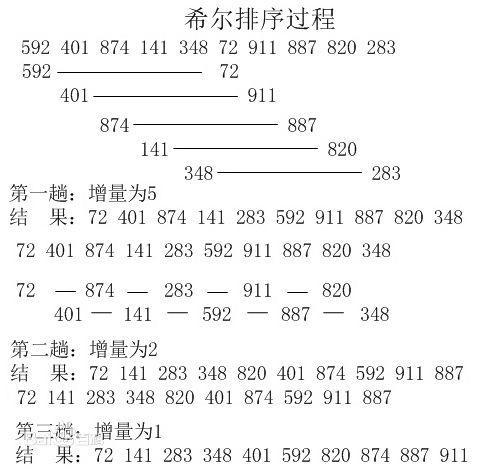 希尔排序过程
592 401 874 141 348 72 911 887 820 283
592 72
401 911
874 887
141 820
348 283
第一趟：增量为5
结 果：72 401 874 141 283 592 911 887 820 348
72 401 874 141 283 592 911 887 820 348
72 — 874 — 283 — 911 — 820
401 — 141 — 592 — 887 — 348
第二趟：增量为2
结 果：72 141 283 348 820 401 874 592 911 887
72 141 283 348 820 401 874 592 911 887
第三趟：增量为1
结 果：72 141 283 348 401 592 820 874 887 911